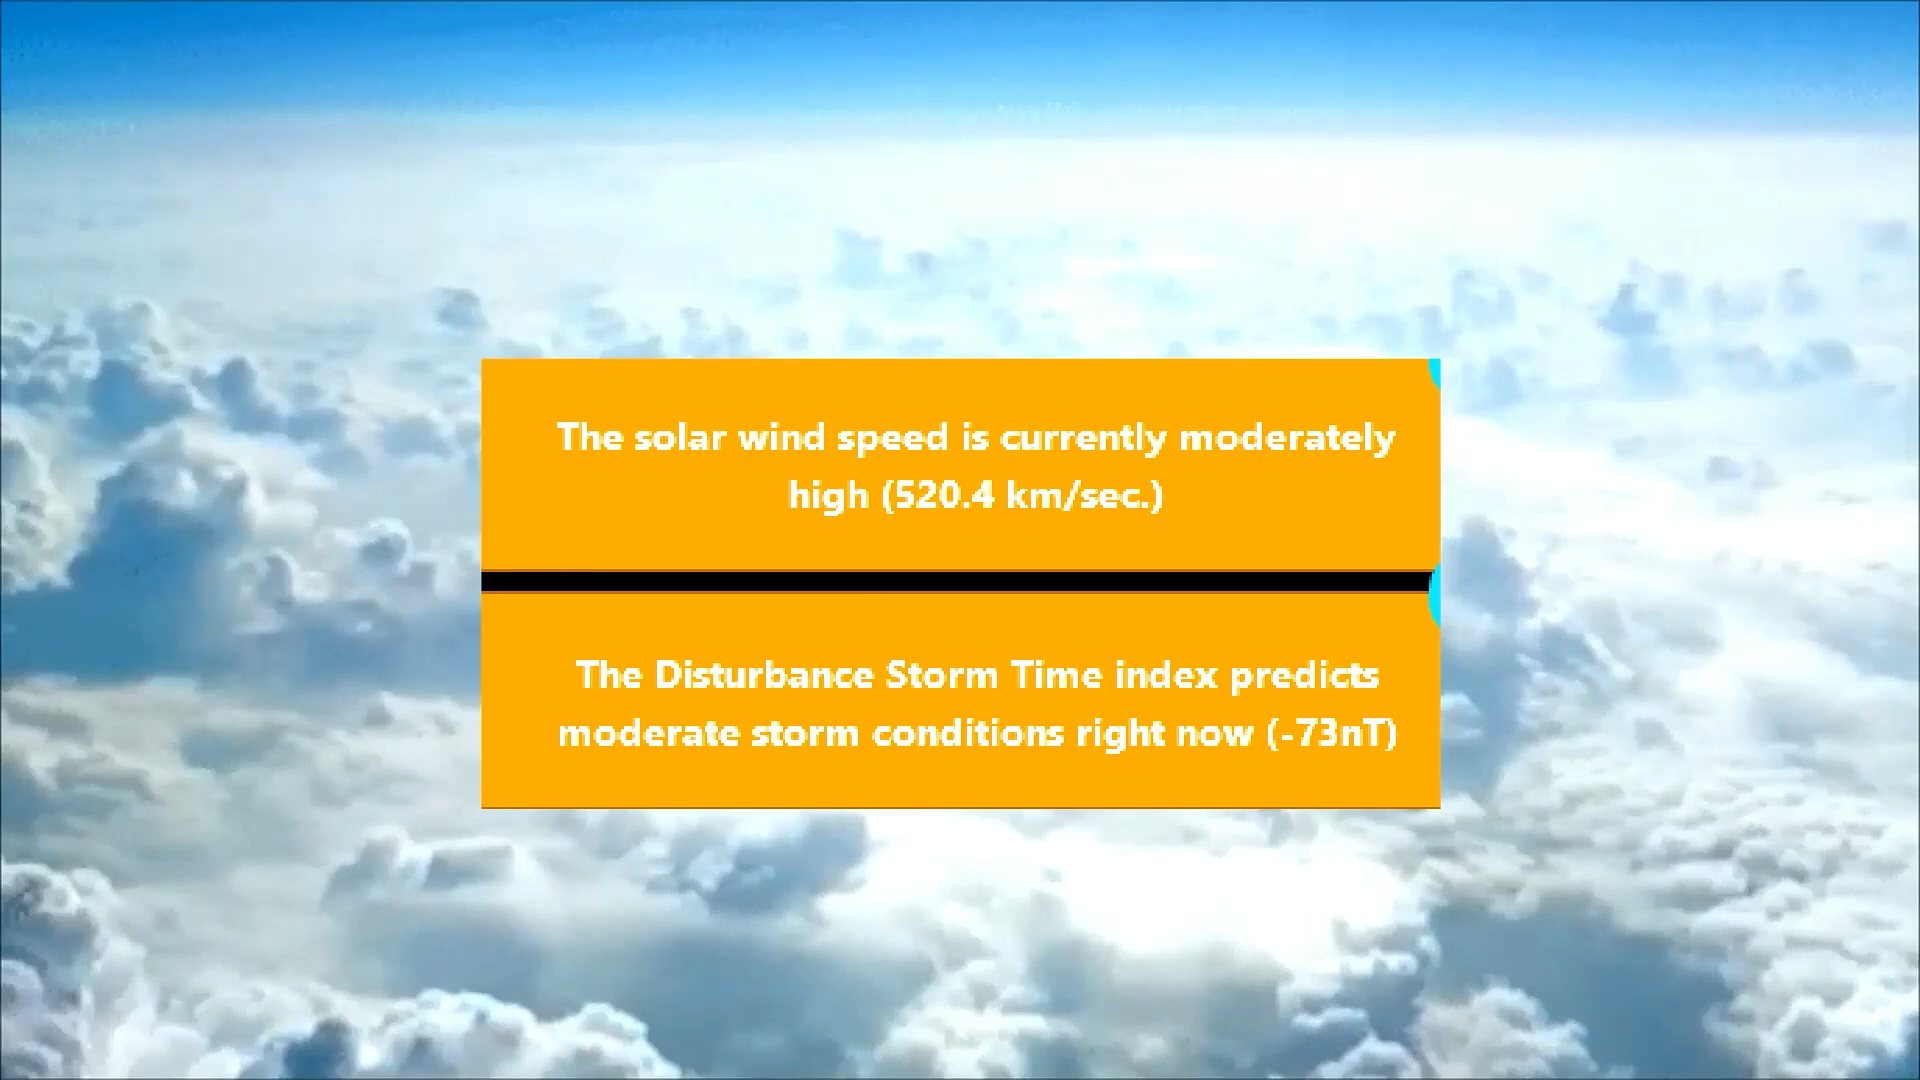 The solar wind speed is currently moderately
high (520.4 km/sec.)
The Disturbance Storm Time index predicts
moderate storm conditions right now (-73nT)